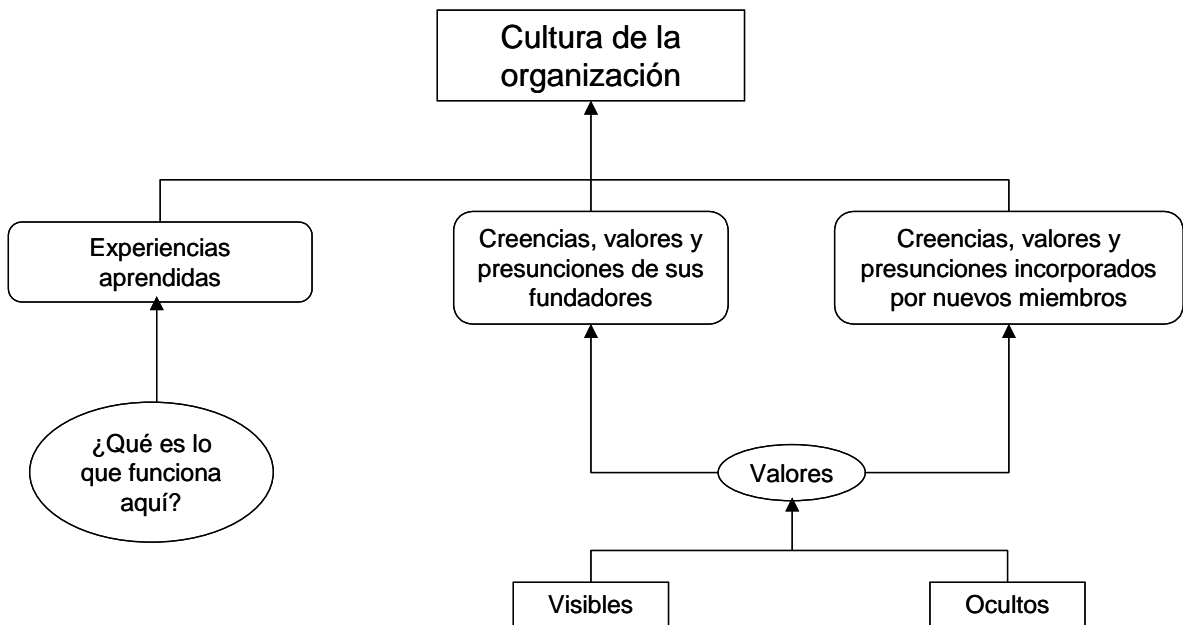 Cultura de la
organización
Experiencias
aprendidas
Creencias, valores y
presunciones de sus
fundadores
Creencias, valores y
presunciones incorporados
por nuevos miembros
¿Qué es lo
que funciona
aquí?
Valores
Visibles
Ocultos